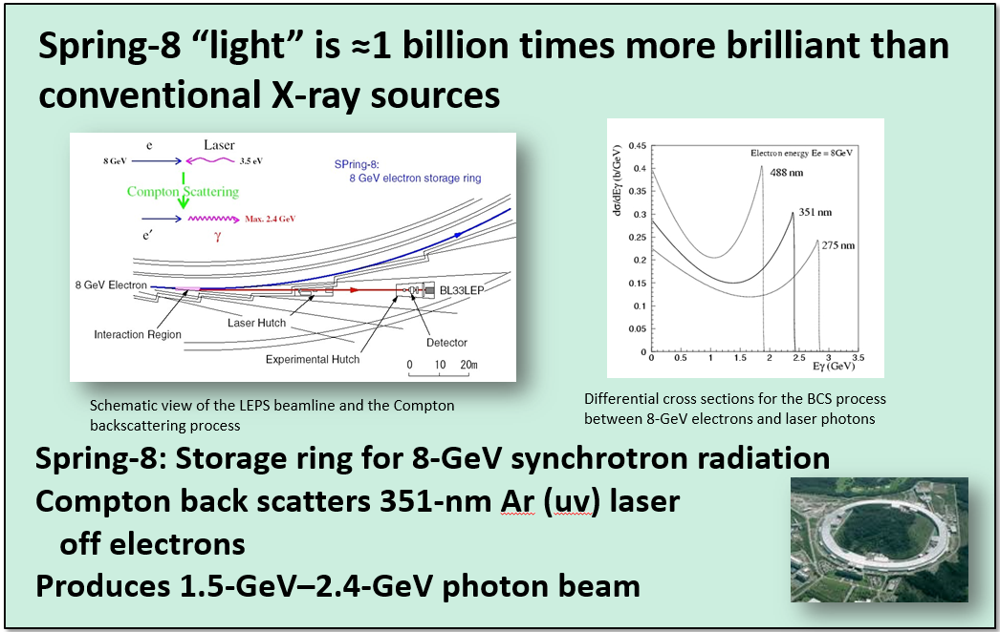 Spring-8 “light” is ≈1 billion times more brilliant than
conventional X-ray sources
e
Laser
8 GeV
3.5 eV
Compton Scattering
e′
γ
Max. 2.4 GeV
SPring-8:
8 GeV electron storage ring
8 GeV Electron
BL33LEP
Interaction Region
Laser Hutch
Experimental Hutch
Detector
0 10 20m
Schematic view of the LEPS beamline and the Compton
backscattering process
dσ/dEγ (b/GeV)
0.45
0.4
0.35
0.3
0.25
0.2
0.15
0.1
0.05
0
Electron energy Ee = 8GeV
488 nm
351 nm
275 nm
0 0.5 1 1.5 2 2.5 3 3.5
Eγ (GeV)
Differential cross sections for the BCS process
between 8-GeV electrons and laser photons
Spring-8: Storage ring for 8-GeV synchrotron radiation
Compton back scatters 351-nm Ar (uv) laser
off electrons
Produces 1.5-GeV–2.4-GeV photon beam